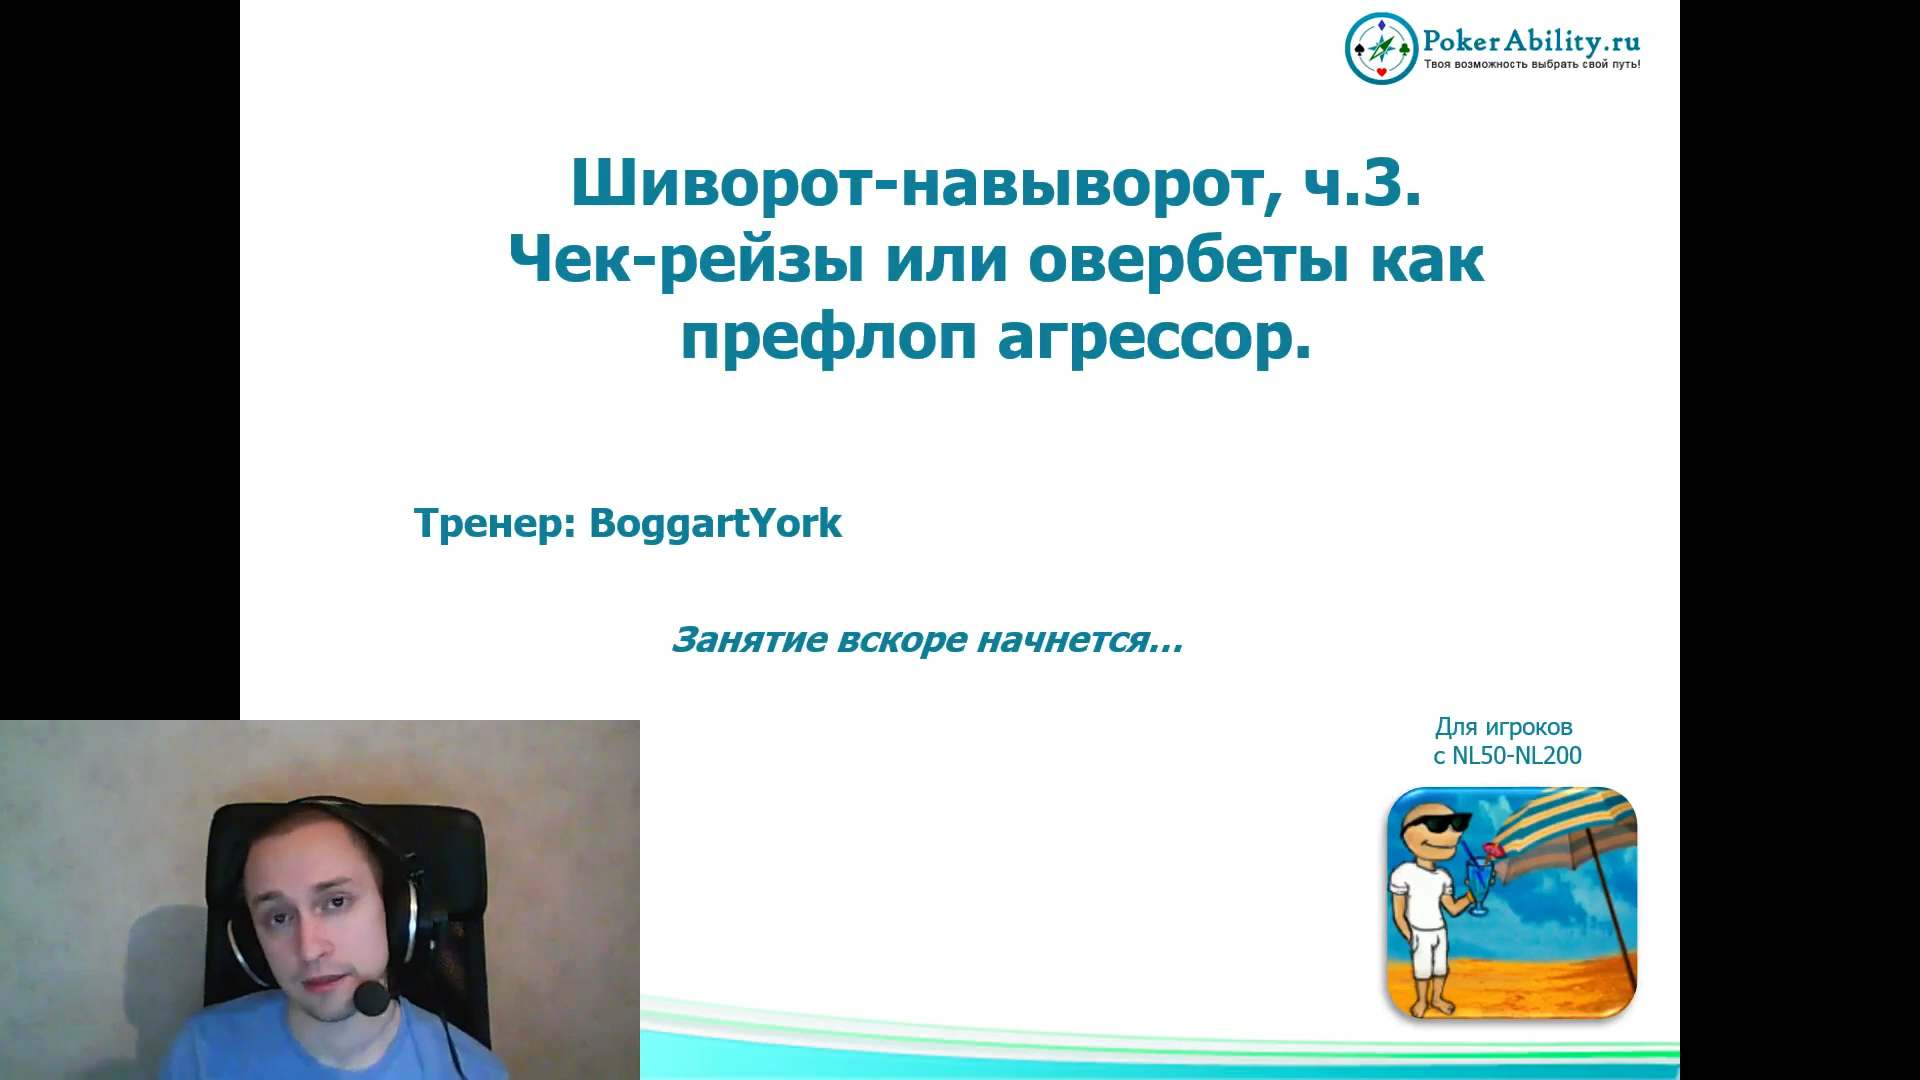 PokerAbility.ru
Твоя возможность выбрать свой путь!
Шиворот-навыворот, ч.3.
Чек-рейзы или овербеты как
префлоп агрессор.
Тренер: BoggartYork
Занятие вскоре начнется...
Для игроков
с NL50-NL200